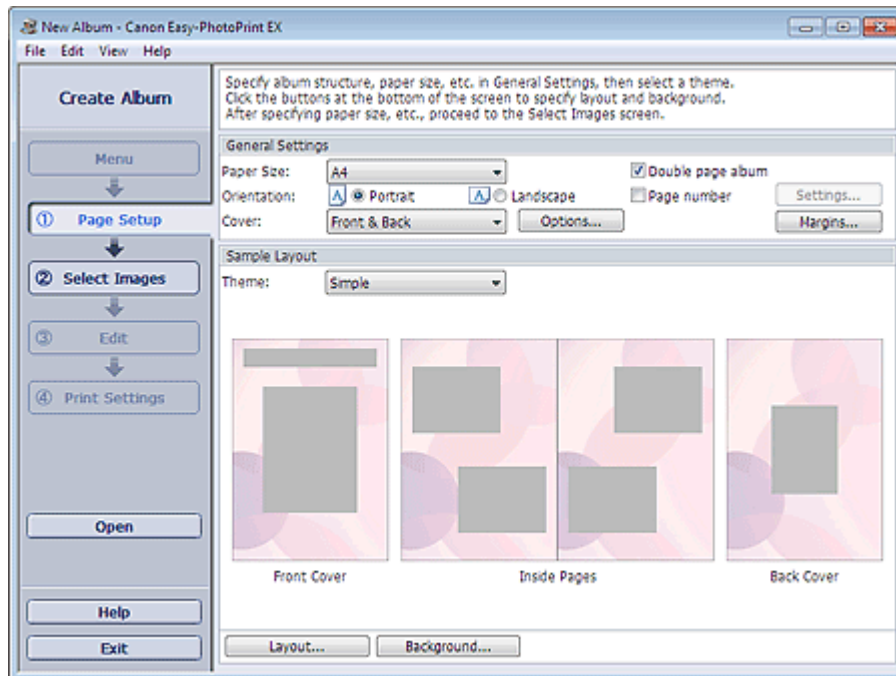 New Album - Canon Easy-PhotoPrint EX
File Edit View Help
Create Album
Menu
① Page Setup
② Select Images
③ Edit
④ Print Settings
Open
Help
Exit
Specify album structure, paper size, etc. in General Settings, then select a theme.
Click the buttons at the bottom of the screen to specify layout and background.
After specifying paper size, etc., proceed to the Select Images screen.
General Settings
Paper Size: A4 Double page album
Orientation: A Portrait A Landscape Page number Settings...
Cover: Front & Back Options... Margins...
Sample Layout
Theme: Simple
Front Cover Inside Pages Back Cover
Layout... Background...